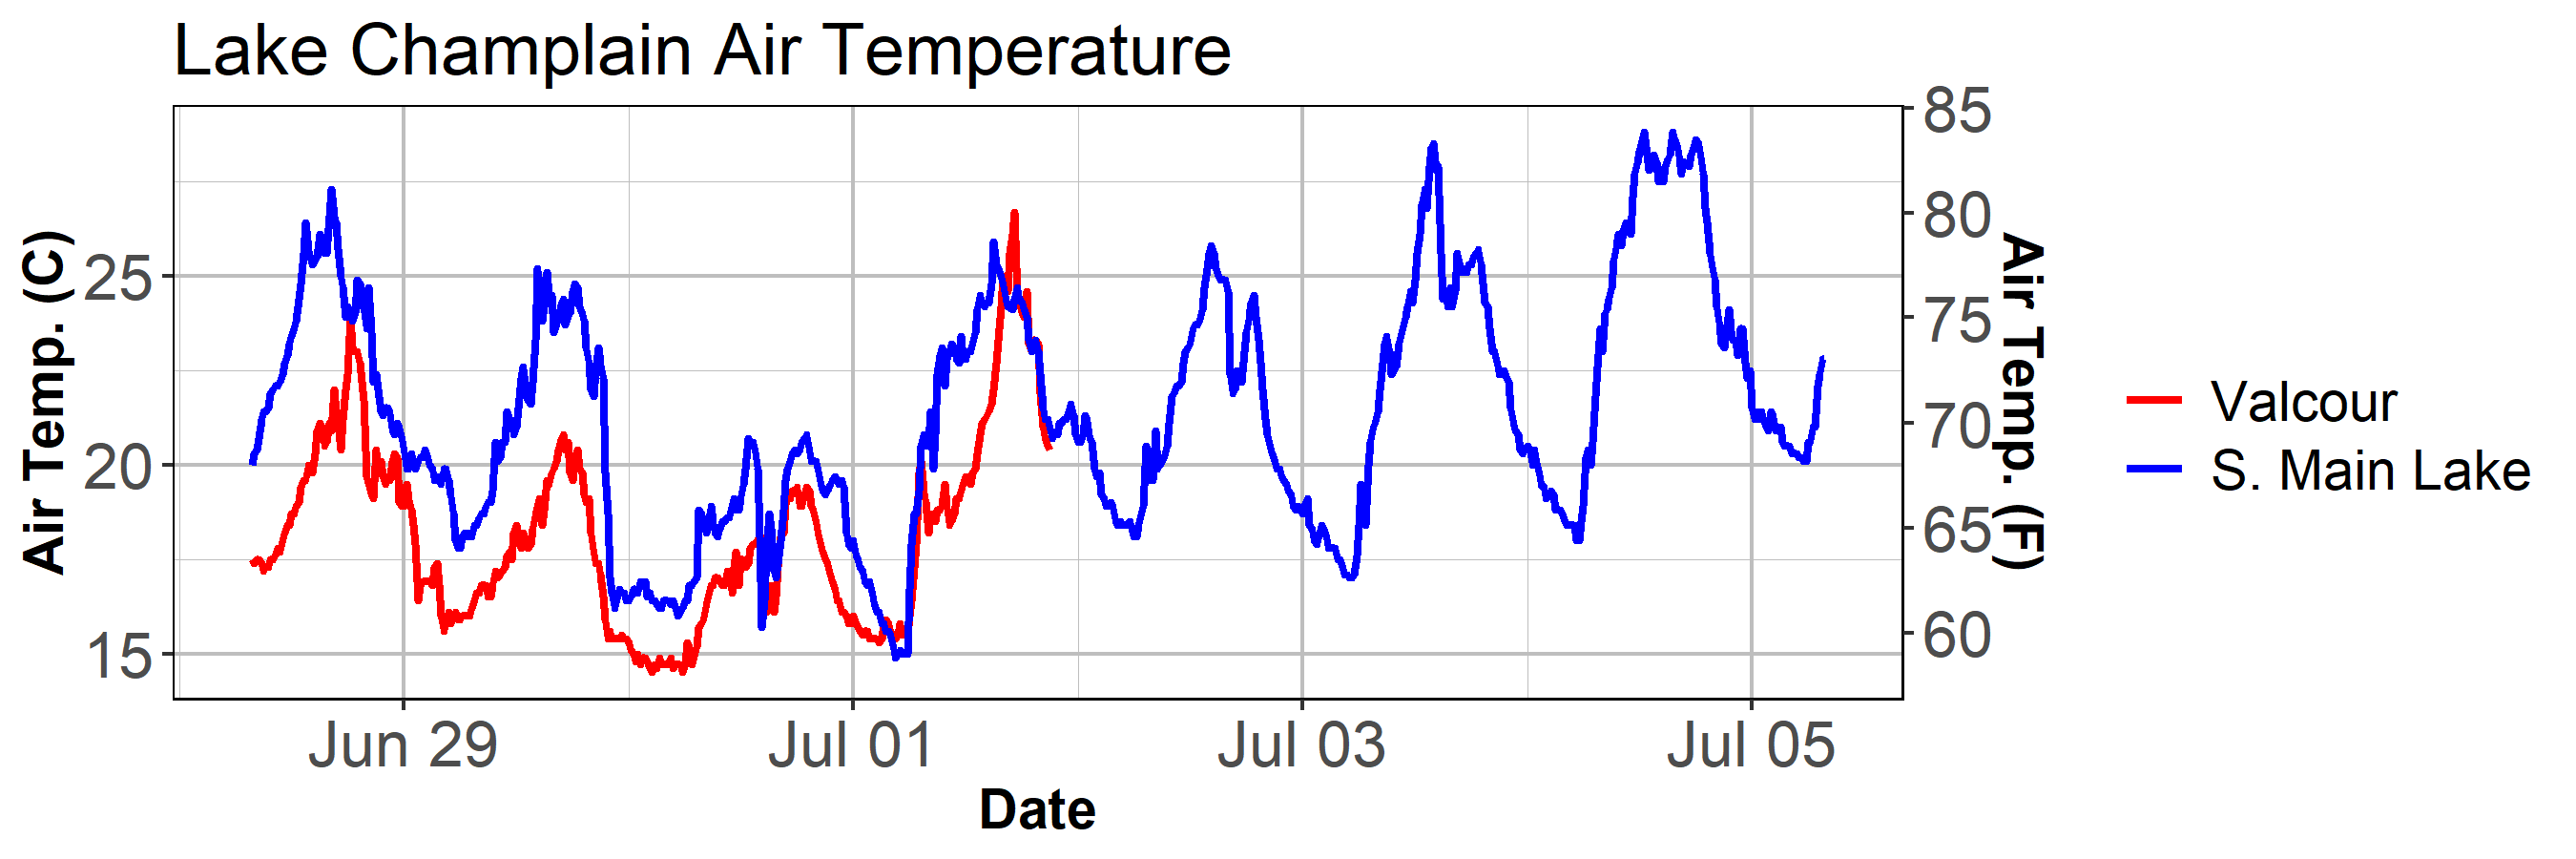 Lake Champlain Air Temperature
Air Temp. (C)
25
20
15
85
80
75
70
65
60
Air Temp. (F)
Jun 29
Jul 01
Jul 03
Jul 05
Date
Valcour
S. Main Lake